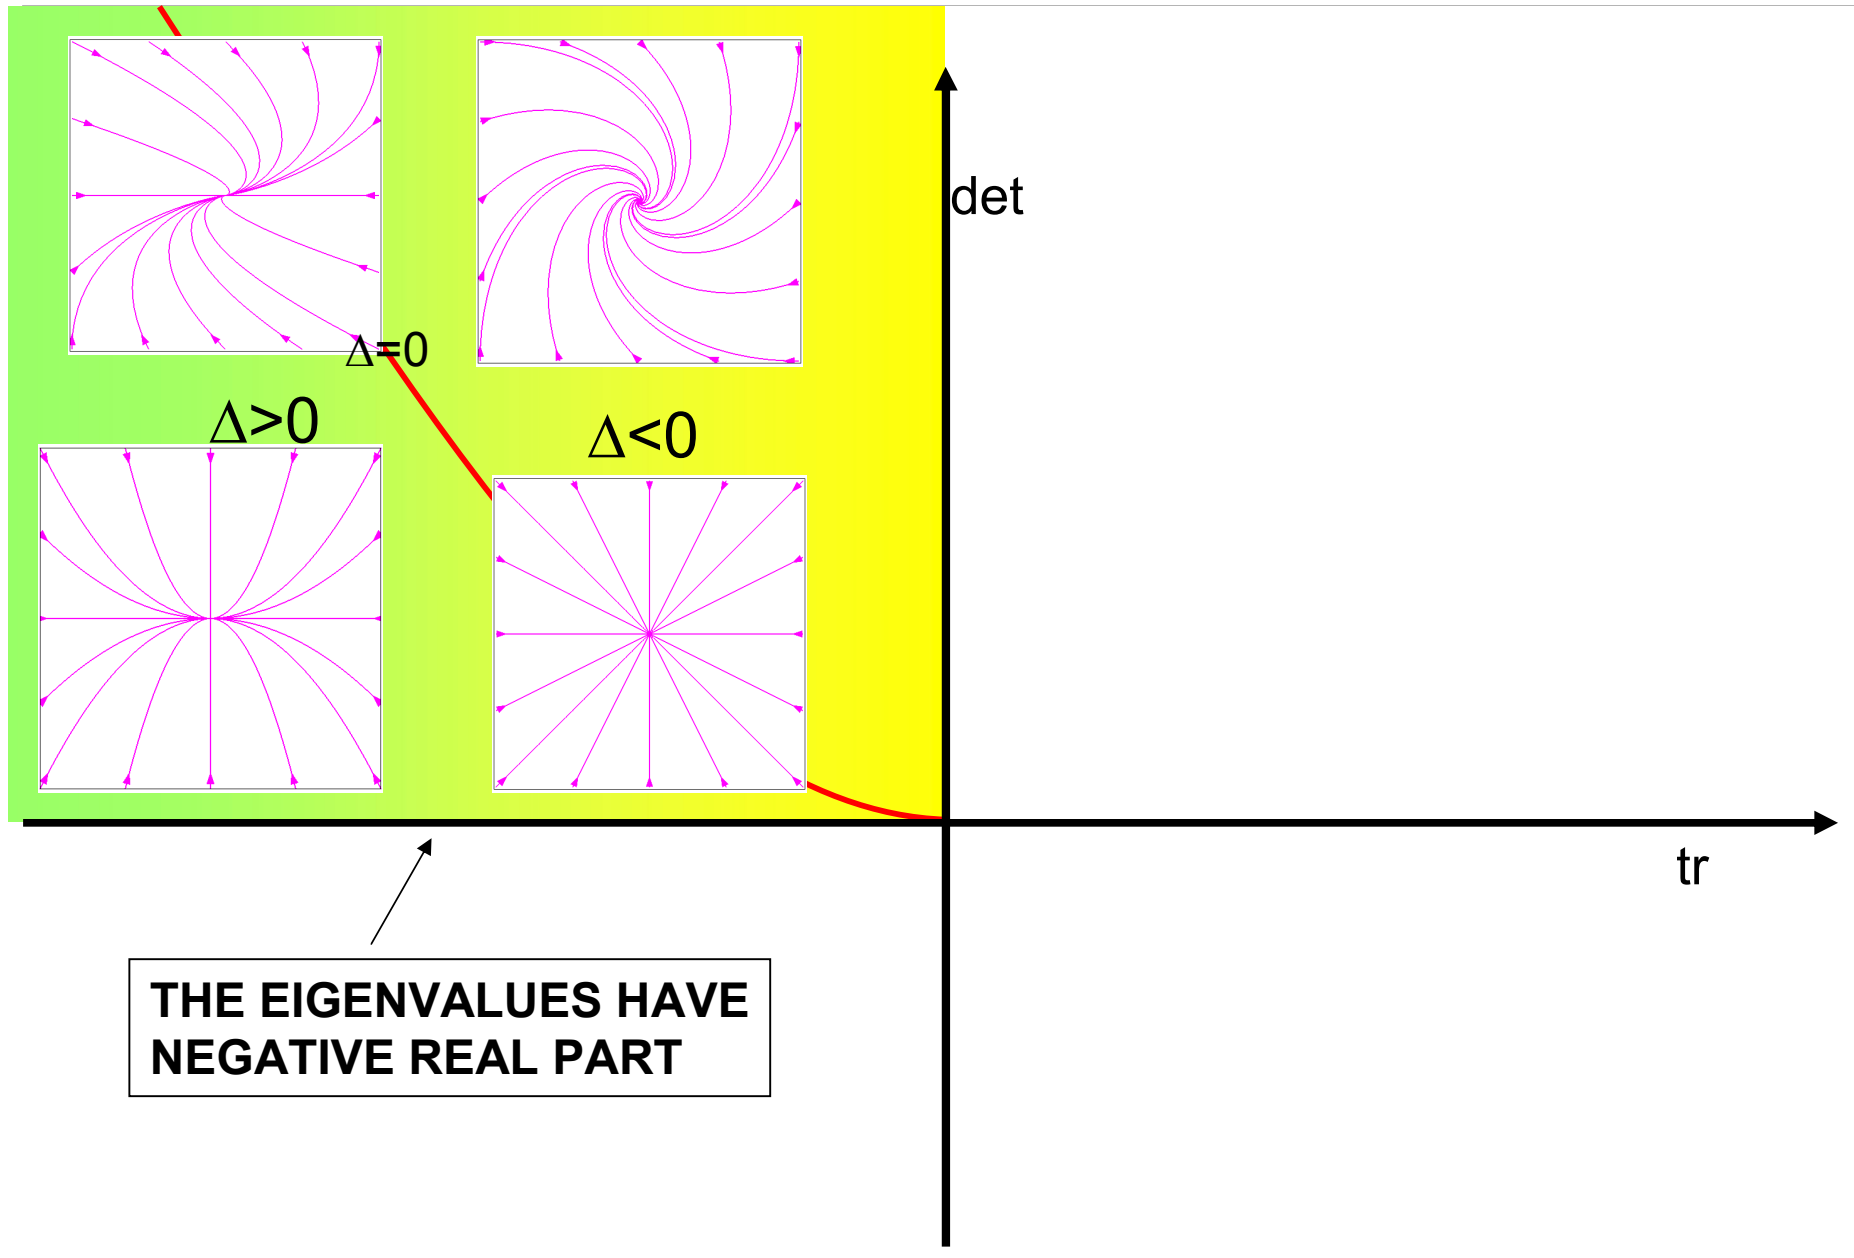 det
Δ=0
Δ>0
Δ<0
tr
THE EIGENVALUES HAVE
NEGATIVE REAL PART